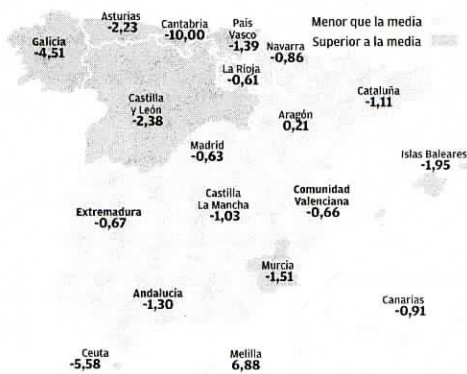 Asturias
-2,23
Cantabria
-10,00
País
Vasco
-1,39
Menor que la media
Galicia
-4,51
Navarra
-0,86
Superior a la media
La Rioja
-0,61
Castilla
y León
-2,38
Cataluña
-1,11
Aragón
0,21
Madrid
-0,63
Islas Baleares
-1,95
Castilla
La Mancha
-1,03
Comunidad
Valenciana
-0,66
Extremadura
-0,67
Murcia
-1,51
Andalucía
-1,30
Canarias
-0,91
Ceuta
-5,58
Melilla
6,88